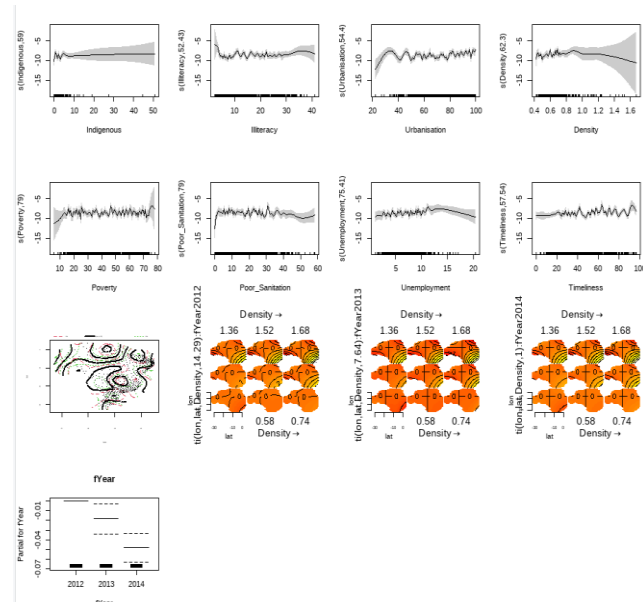 s(Indigenous,59)
-5
-10
-15
0 10 20 30 40 50
Indigenous
s(Illiteracy,52.43)
-5
-10
-15
10 20 30 40
Illiteracy
s(Urbanisation,54.4)
-5
-10
-15
20 40 60 80 100
Urbanisation
s(Density,62.3)
-5
-10
-15
0.4 0.6 0.8 1.0 1.2 1.4 1.6
Density
s(Poverty,79)
-5
-10
-15
10 20 30 40 50 60 70 80
Poverty
s(Poor_Sanitation,79)
-5
-10
-15
0 10 20 30 40 50 60
Poor_Sanitation
s(Unemployment,75.41)
-5
-10
-15
5 10 15 20
Unemployment
s(Timeliness,57.54)
-5
-10
-15
0 20 40 60 80 100
Timeliness
ti(lon,lat,Density,14.29):fYear2012
Density→
1.36 1.52 1.68
lon
lat
0.58 0.74
Density→
ti(lon,lat,Density,7.64):fYear2013
Density→
1.36 1.52 1.68
lon
lat
0.58 0.74
Density→
ti(lon,lat,Density,1):fYear2014
Density→
1.36 1.52 1.68
lon
lat
0.58 0.74
Density→
fYear
Partial for fYear
-0.01
-0.04
-0.07
2012 2013 2014